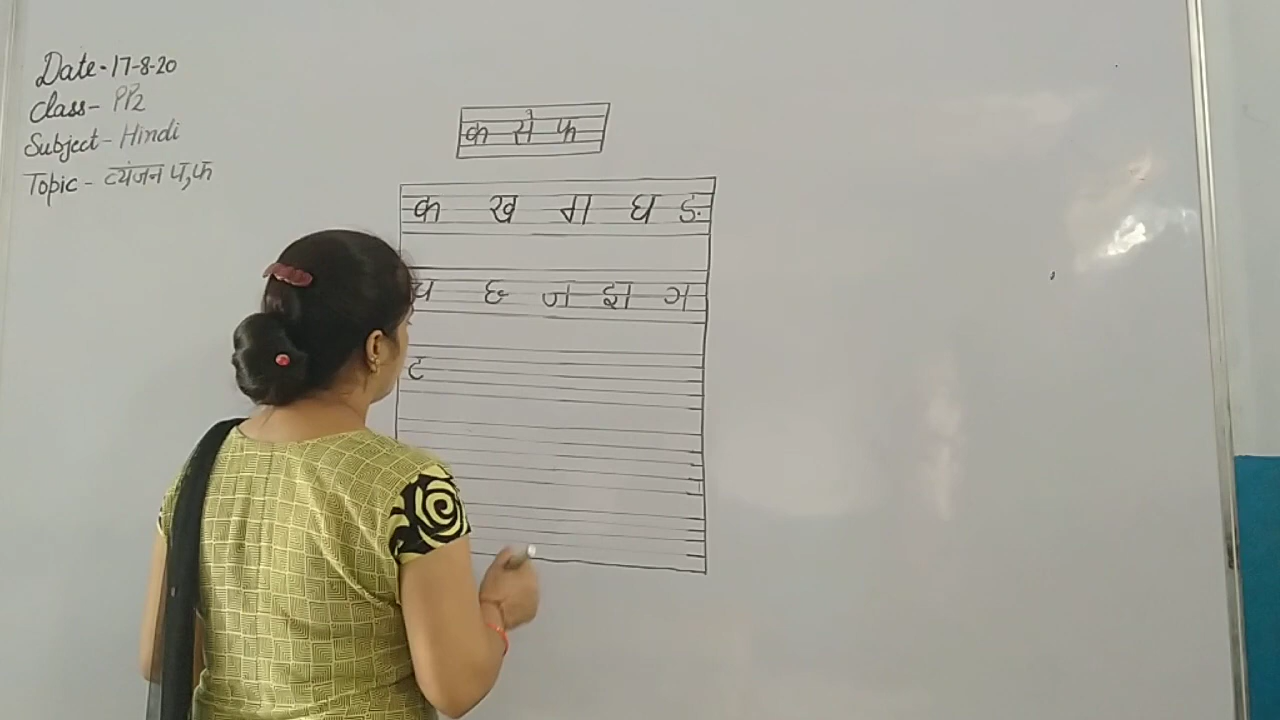 Date-17-8-20
Class- PP2
Subject-Hindi
Topic- व्यंजन प,फ
क से फ
क ख ग घ ङ
च छ ज झ ञ
ट